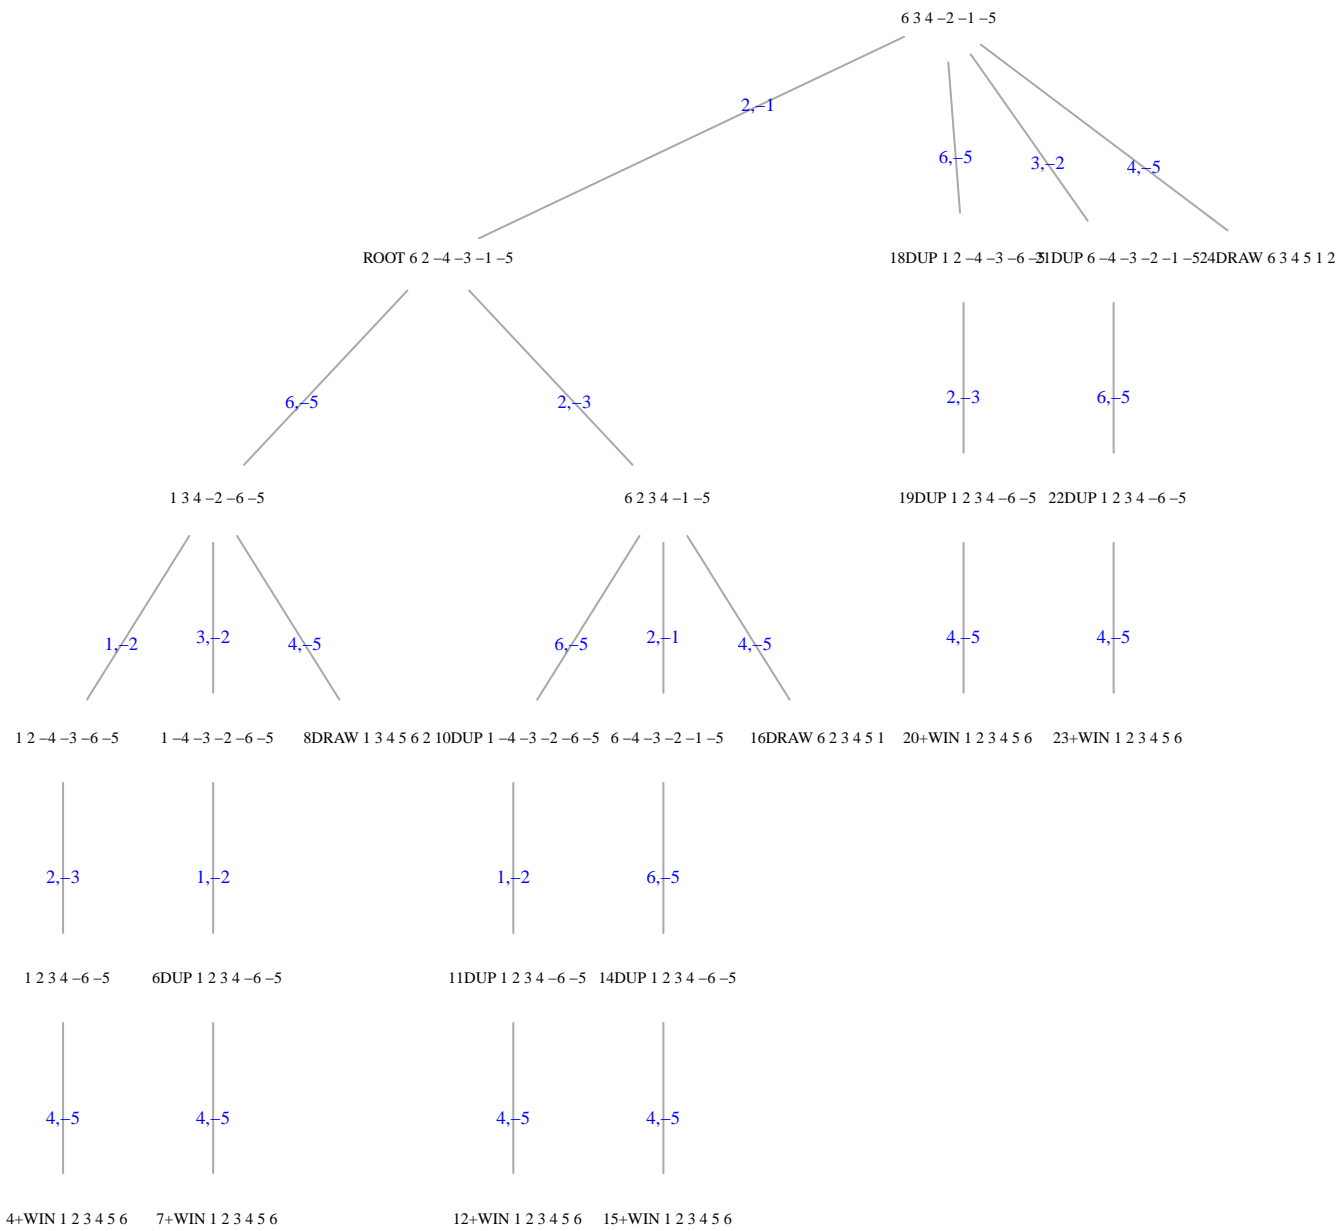 6 3 4 –2 –1 –5
2,–1
6,–5
3,–2
4,–5
ROOT 6 2 –4 –3 –1 –5
18DUP 1 2 –4 –3 –6 –5
21DUP 6 –4 –3 –2 –1 –5
24DRAW 6 3 4 5 1 2
6,–5
2,–3
2,–3
6,–5
1 3 4 –2 –6 –5
6 2 3 4 –1 –5
19DUP 1 2 3 4 –6 –5
22DUP 1 2 3 4 –6 –5
1,–2
3,–2
4,–5
6,–5
2,–1
4,–5
4,–5
4,–5
1 2 –4 –3 –6 –5
1 –4 –3 –2 –6 –5
8DRAW 1 3 4 5 6 2
10DUP 1 –4 –3 –2 –6 –5
6 –4 –3 –2 –1 –5
16DRAW 6 2 3 4 5 1
20+WIN 1 2 3 4 5 6
23+WIN 1 2 3 4 5 6
2,–3
1,–2
1,–2
6,–5
1 2 3 4 –6 –5
6DUP 1 2 3 4 –6 –5
11DUP 1 2 3 4 –6 –5
14DUP 1 2 3 4 –6 –5
4,–5
4,–5
4,–5
4,–5
4+WIN 1 2 3 4 5 6
7+WIN 1 2 3 4 5 6
12+WIN 1 2 3 4 5 6
15+WIN 1 2 3 4 5 6